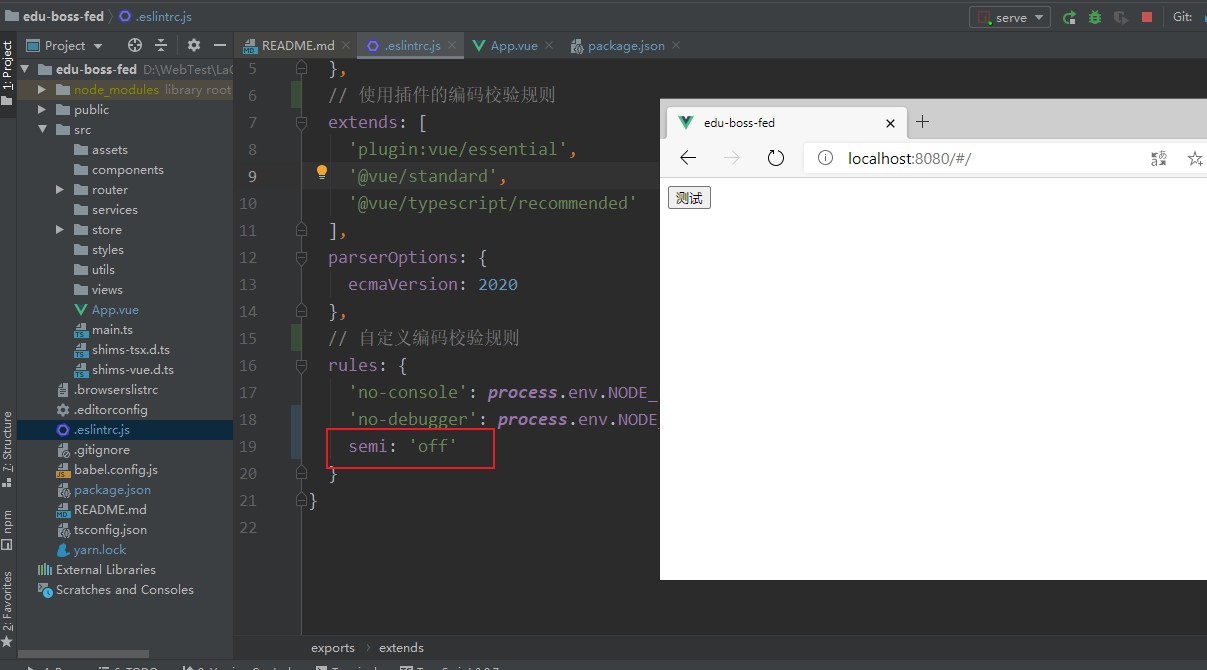 edu-boss-fed .eslintrc.js
serve
Git:
1: Project
Project
README.md
.eslintrc.js
App.vue
package.json
edu-boss-fed D:\WebTest\LaG
node_modules library root
public
src
assets
components
router
services
store
styles
utils
views
App.vue
main.ts
shims-tsx.d.ts
shims-vue.d.ts
.browserslistrc
.editorconfig
.eslintrc.js
.gitignore
babel.config.js
package.json
README.md
tsconfig.json
yarn.lock
External Libraries
Scratches and Consoles
7: Structure
npm
2: Favorites
5 },
6 // 使用插件的编码校验规则
7 extends: [
8 'plugin:vue/essential',
9 '@vue/standard',
10 '@vue/typescript/recommended'
11 ],
12 parserOptions: {
13 ecmaVersion: 2020
14 },
15 // 自定义编码校验规则
16 rules: {
17 'no-console': process.env.NODE_
18 'no-debugger': process.env.NODE
19 semi: 'off'
20 }
21 }
22
exports extends
edu-boss-fed
localhost:8080/#/
测试